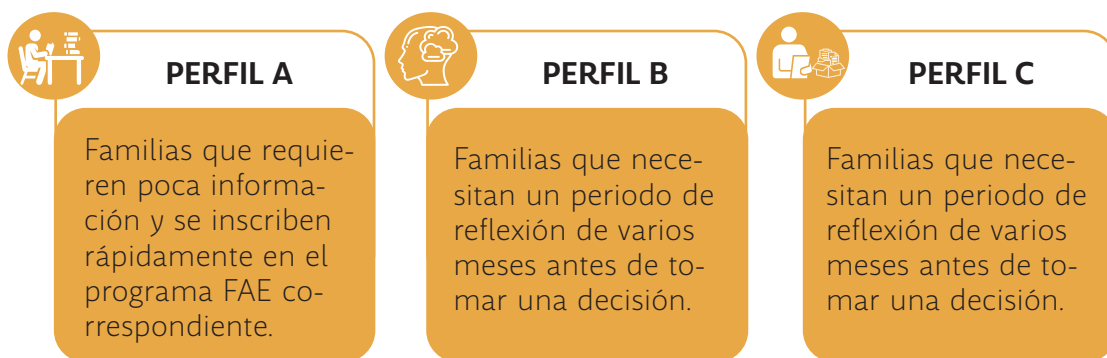 PERFIL A
Familias que requie-
ren poca informa-
ción y se inscriben
rápidamente en el
programa FAE co-
rrespondiente.
PERFIL B
Familias que nece-
sitan un periodo de
reflexión de varios
meses antes de to-
mar una decisión.
PERFIL C
Familias que nece-
sitan un periodo de
reflexión de varios
meses antes de to-
mar una decisión.